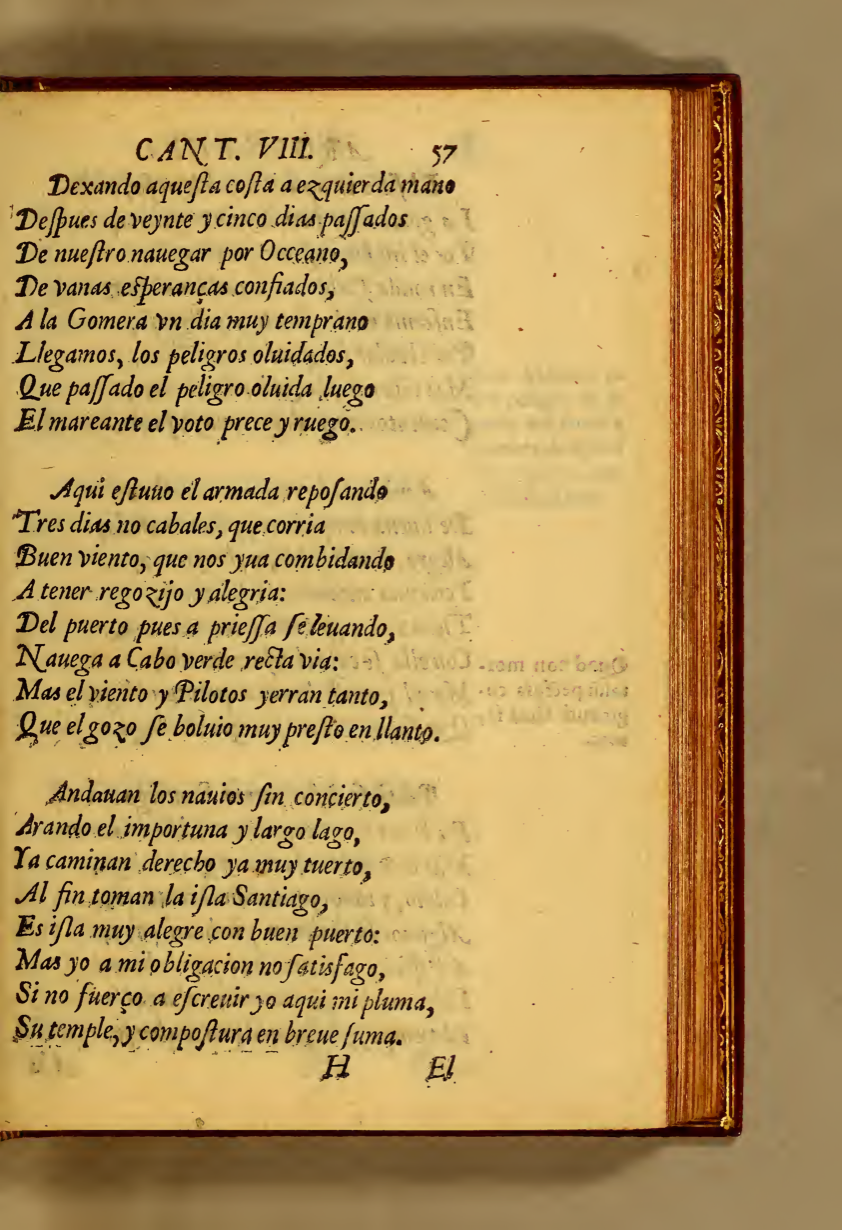 CANT. VIII. 57
Dexando aqueſta coſta a ezquierda mano
Deſpues de veynte y cinco dias paſſados
De nueſtro nauegar por Occeano,
De vanas eſperanças confiados,
A la Gomera vn dia muy temprano
Llegamos, los peligros oluidados,
Que paſſado el peligro oluida luego
El mareante el voto prece y ruego.
Aqui eſtuuo el armada repoſando
Tres dias no cabales, que corria
Buen viento, que nos yua combidando
A tener regozijo y alegria:
Del puerto pues a prieſſa ſe leuando,
Nauega a Cabo verde recta via:
Mas el viento y Pilotos yerran tanto,
Que el gozo ſe boluio muy preſto en llanto.
Andauan los nauios ſin concierto,
Arando el importuna y largo lago,
Ya caminan derecho ya muy tuerto,
Al fin toman la iſla Santiago,
Es iſla muy alegre con buen puerto:
Mas yo a mi obligacion no ſatisfago,
Si no fuerço a eſcreuir yo aqui mi pluma,
Su temple, y compoſtura en breue ſuma.
H El